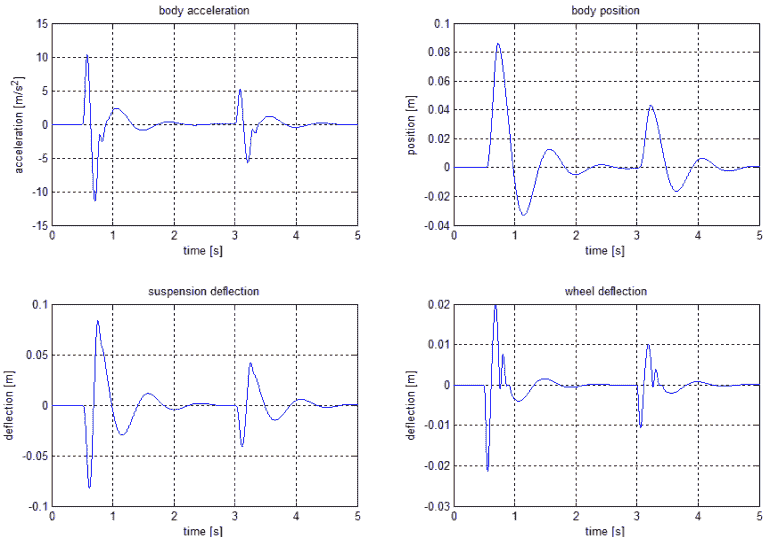 body acceleration
15
10
5
0
-5
-10
-15
acceleration [m/s²]
0 1 2 3 4 5
time [s]
body position
0.1
0.08
0.06
0.04
0.02
0
-0.02
-0.04
position [m]
0 1 2 3 4 5
time [s]
suspension deflection
0.1
0.05
0
-0.05
-0.1
deflection [m]
0 1 2 3 4 5
time [s]
wheel deflection
0.02
0.01
0
-0.01
-0.02
-0.03
deflection [m]
0 1 2 3 4 5
time [s]